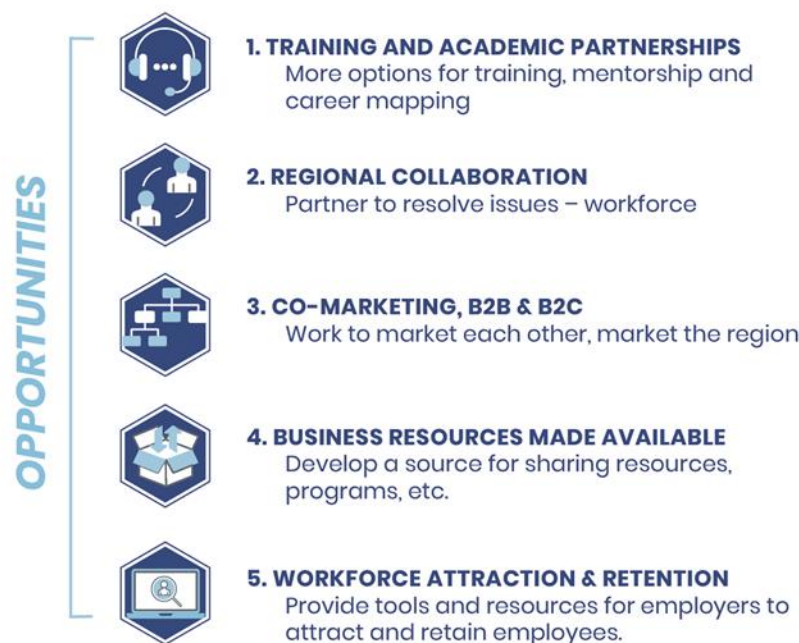 OPPORTUNITIES
1. TRAINING AND ACADEMIC PARTNERSHIPS
More options for training, mentorship and
career mapping
2. REGIONAL COLLABORATION
Partner to resolve issues – workforce
3. CO-MARKETING, B2B & B2C
Work to market each other, market the region
4. BUSINESS RESOURCES MADE AVAILABLE
Develop a source for sharing resources,
programs, etc.
5. WORKFORCE ATTRACTION & RETENTION
Provide tools and resources for employers to
attract and retain employees.